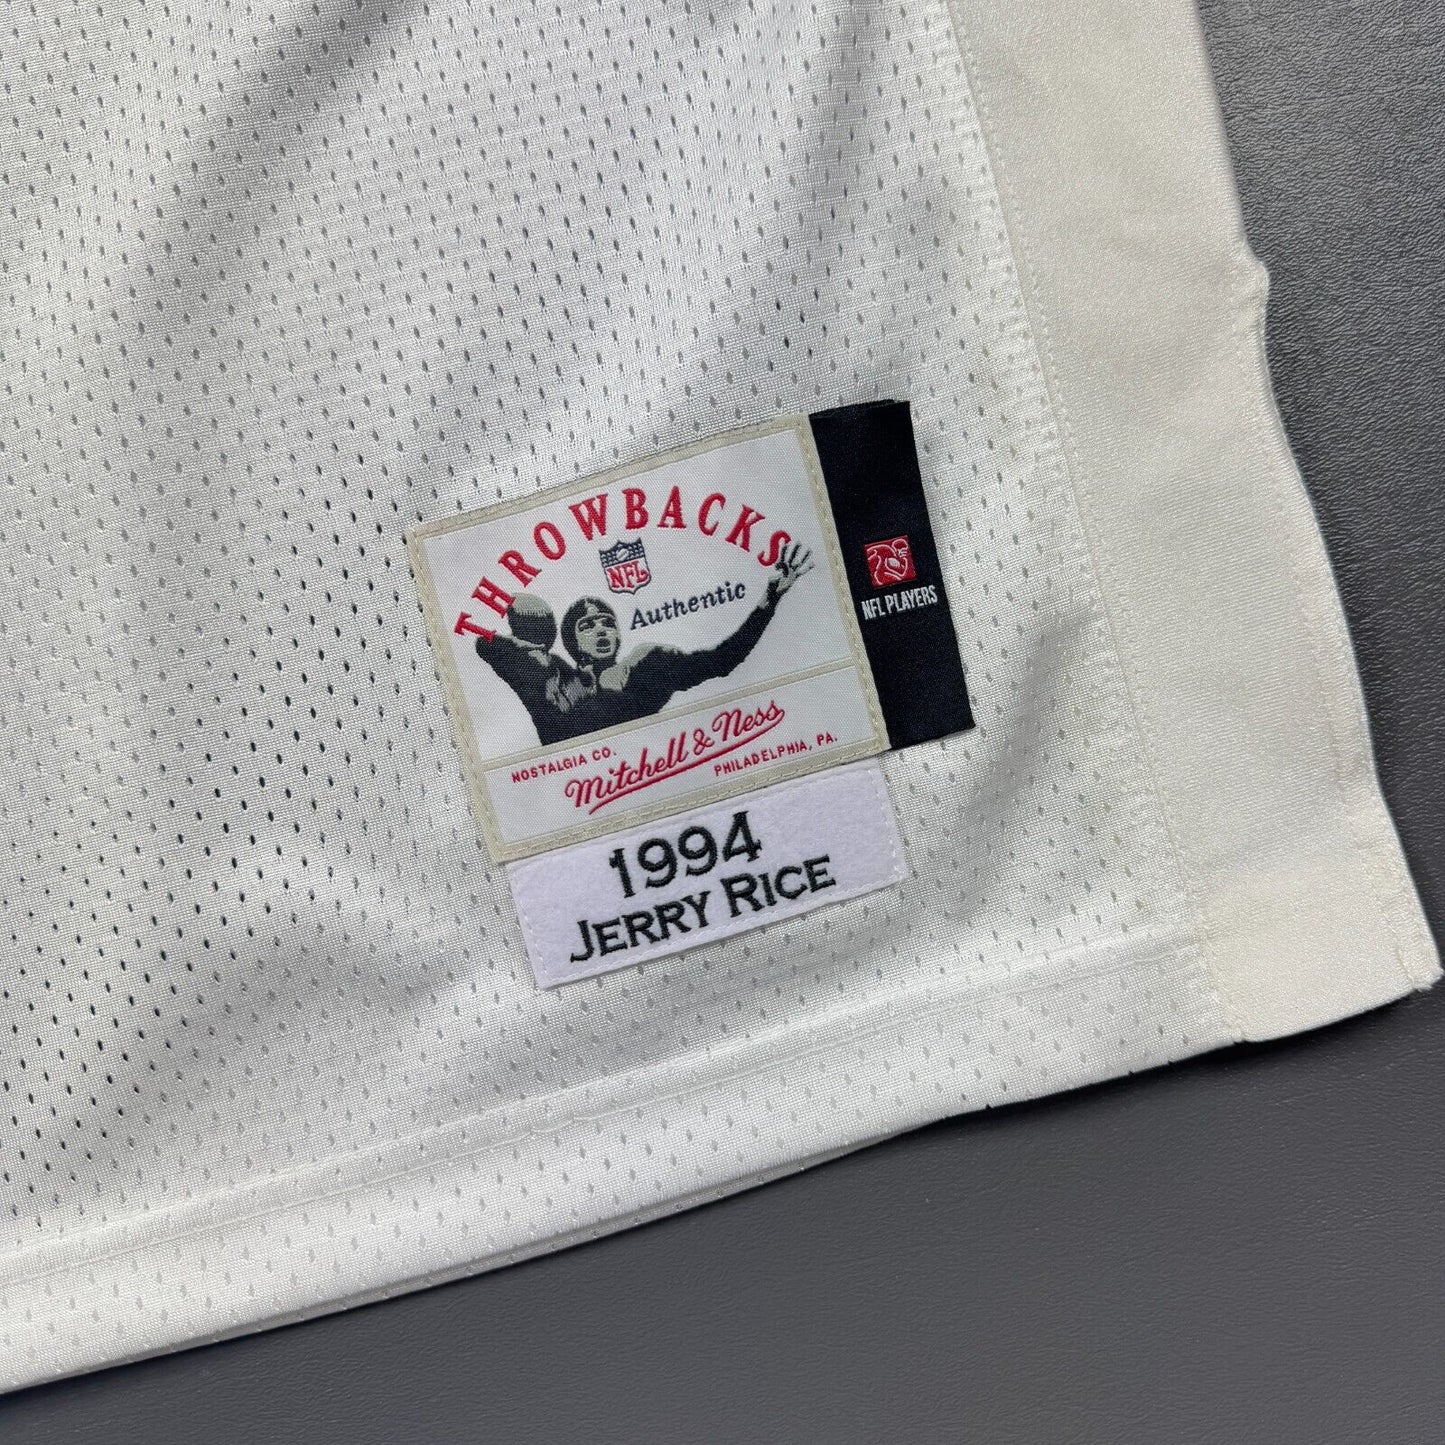 THROWBACKS
NFL
Authentic
NFL PLAYERS
NOSTALGIA CO.
Mitchell & Ness
PHILADELPHIA, PA.
1994
JERRY RICE